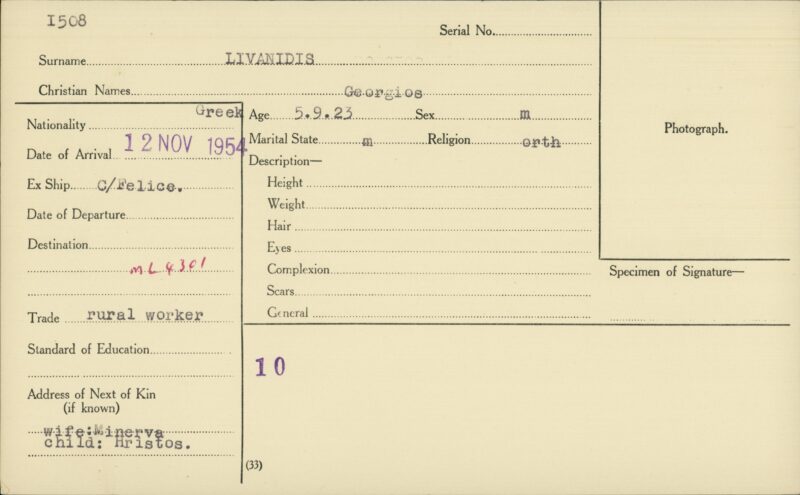 I508
Serial No.
Surname LIVANIDIS
Christian Names Georgios
Nationality Greek
Age 5.9.23 Sex m
Date of Arrival 12 NOV 1954
Marital State m Religion orth
Description—
Ex Ship C/Felice.
Height
Weight
Date of Departure
Hair
Destination
Eyes
ML4301
Complexion
Scars
General
Trade rural worker
Standard of Education
Address of Next of Kin
(if known)
wife:Minerva
child: Hristos.
10
(33)
Photograph.
Specimen of Signature—